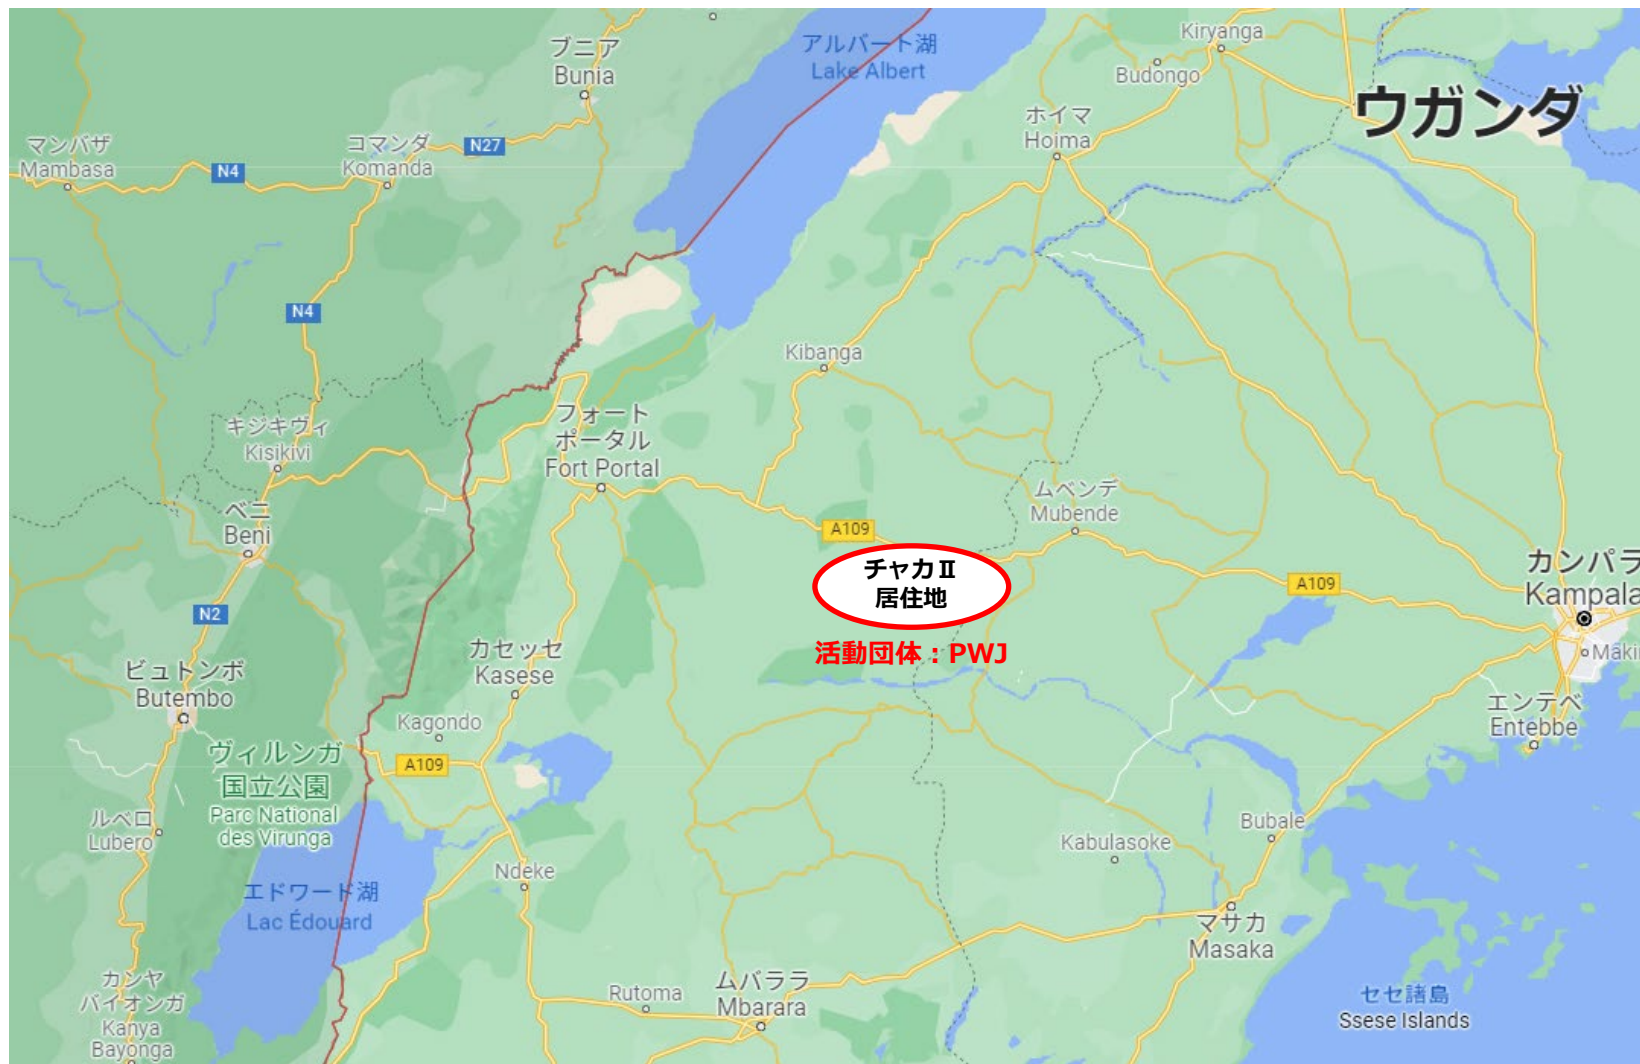 ブニア
Bunia
アルバート湖
Lake Albert
Kiryanga
Budongo
ウガンダ
ホイマ
Hoima
マンバザ
Mambasa
N4
コマンダ
Komanda
N27
N4
Kibanga
キジキヴィ
Kisikivi
フォート
ポータル
Fort Portal
ベニ
Beni
A109
ムベンデ
Mubende
チャカⅡ
居住地
活動団体：PWJ
A109
カンパラ
Kampala
N2
カセッセ
Kasese
ビュトンボ
Butembo
Kagondo
A109
エンテベ
Entebbe
ヴィルンガ
国立公園
Parc National
des Virunga
ルベロ
Lubero
Bubale
Kabulasoke
Ndeke
エドワード湖
Lac Édouard
マサカ
Masaka
カンヤ
バイオンガ
Kanya
Bayonga
Rutoma
ムバララ
Mbarara
セセ諸島
Ssese Islands